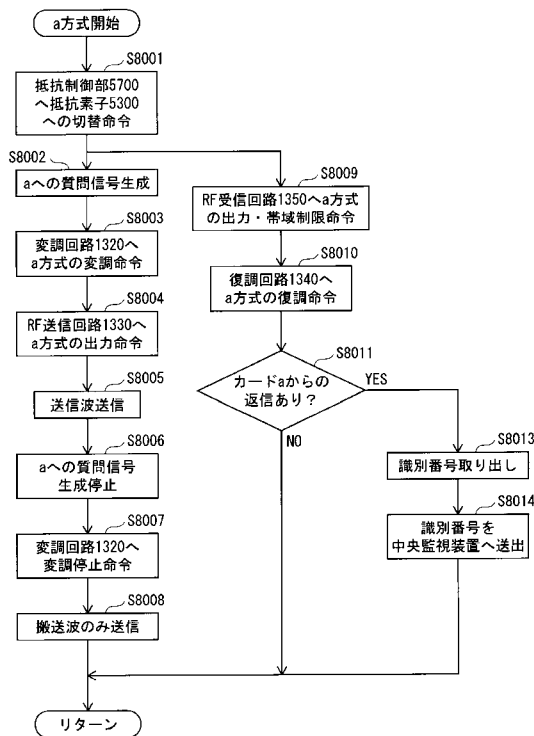 a方式開始
S8001
抵抗制御部5700
へ抵抗素子5300
への切替命令
S8002
aへの質問信号生成
S8003
変調回路1320へ
a方式の変調命令
S8004
RF送信回路1330へ
a方式の出力命令
S8005
送信波送信
S8006
aへの質問信号
生成停止
S8007
変調回路1320へ
変調停止命令
S8008
搬送波のみ送信
リターン
S8009
RF受信回路1350へa方式
の出力・帯域制限命令
S8010
復調回路1340へ
a方式の復調命令
S8011
カードaからの
返信あり?
YES
NO
S8013
識別番号取り出し
S8014
識別番号を
中央監視装置へ送出